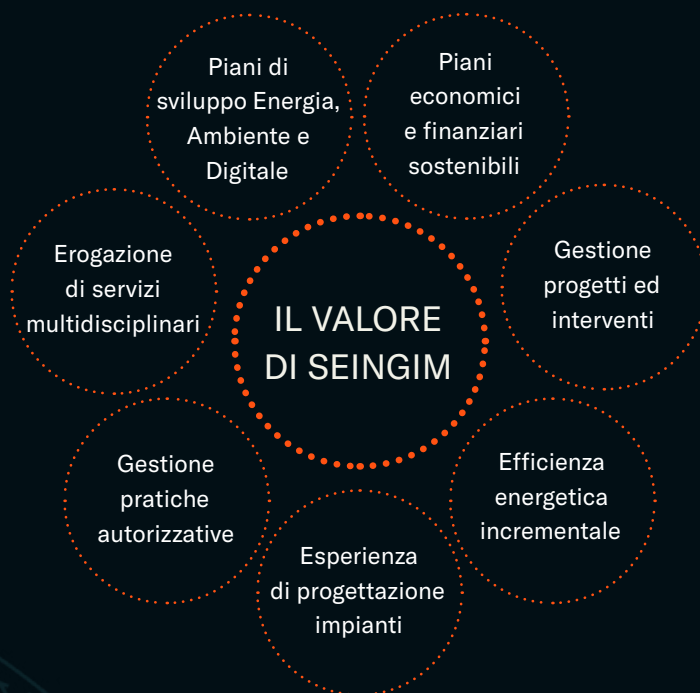 Piani di
sviluppo Energia,
Ambiente e
Digitale
Piani
economici
e finanziari
sostenibili
Erogazione
di servizi
multidisciplinari
IL VALORE
DI SEINGIM
Gestione
progetti ed
interventi
Gestione
pratiche
autorizzative
Efficienza
energetica
incrementale
Esperienza
di progettazione
impianti